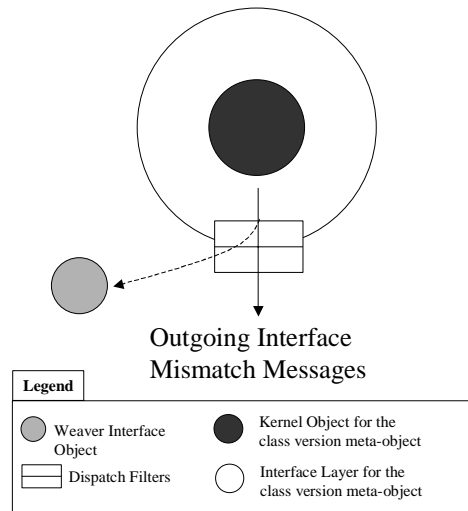 Outgoing Interface
Mismatch Messages
Legend
Weaver Interface
Object
Kernel Object for the
class version meta-object
Dispatch Filters
Interface Layer for the
class version meta-object